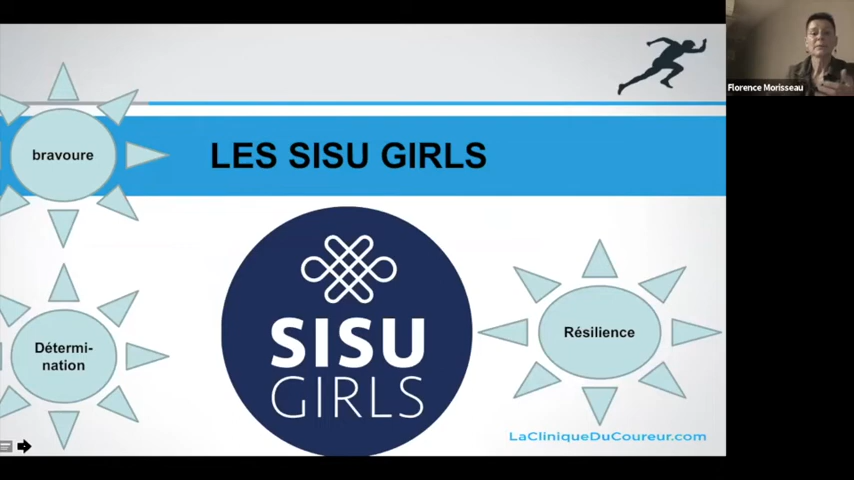 LES SISU GIRLS
bravoure
Détermi-
nation
SISU
GIRLS
Résilience
LaCliniqueDuCoureur.com
Florence Morisseau